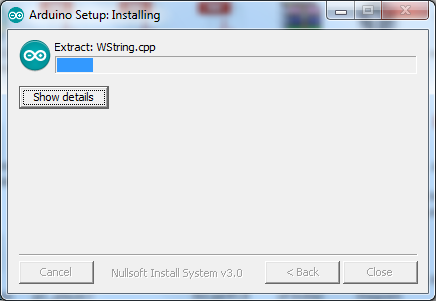 Arduino Setup: Installing
Extract: WString.cpp
Show details
Cancel
Nullsoft Install System v3.0
< Back
Close